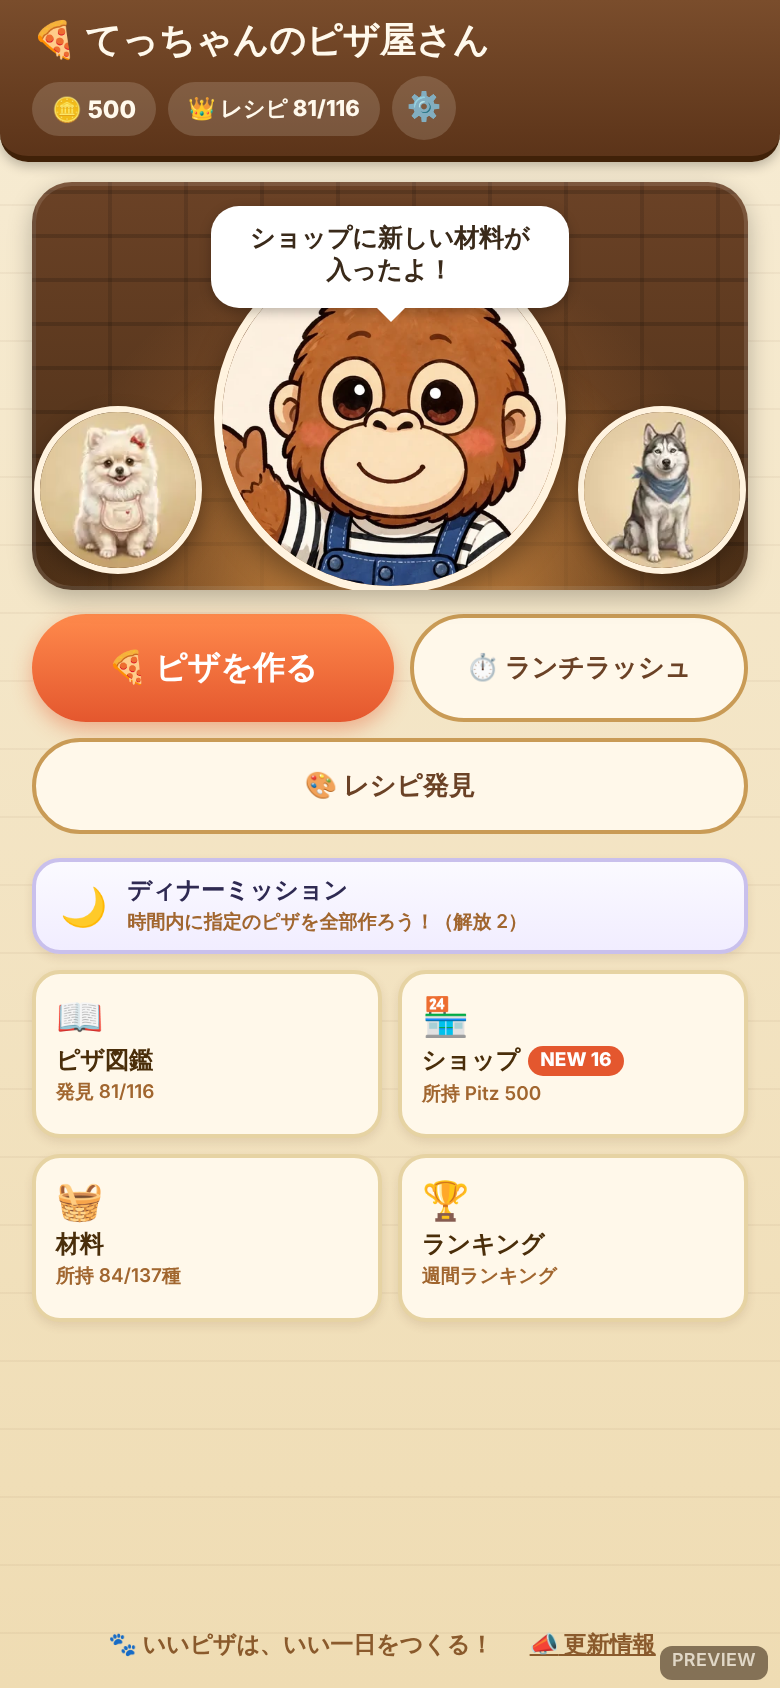 🍕 てっちゃんのピザ屋さん
🪙 500
👑 レシピ 81/116
⚙️
ショップに新しい材料が
入ったよ！
🍕 ピザを作る
⏱️ ランチラッシュ
🎨 レシピ発見
🌙 ディナーミッション
時間内に指定のピザを全部作ろう！（解放 2）
📖
ピザ図鑑
発見 81/116
🏪 24
ショップ NEW 16
所持 Pitz 500
🧺
材料
所持 84/137種
🏆
ランキング
週間ランキング
🐾 いいピザは、いい一日をつくる！
📣 更新情報
PREVIEW